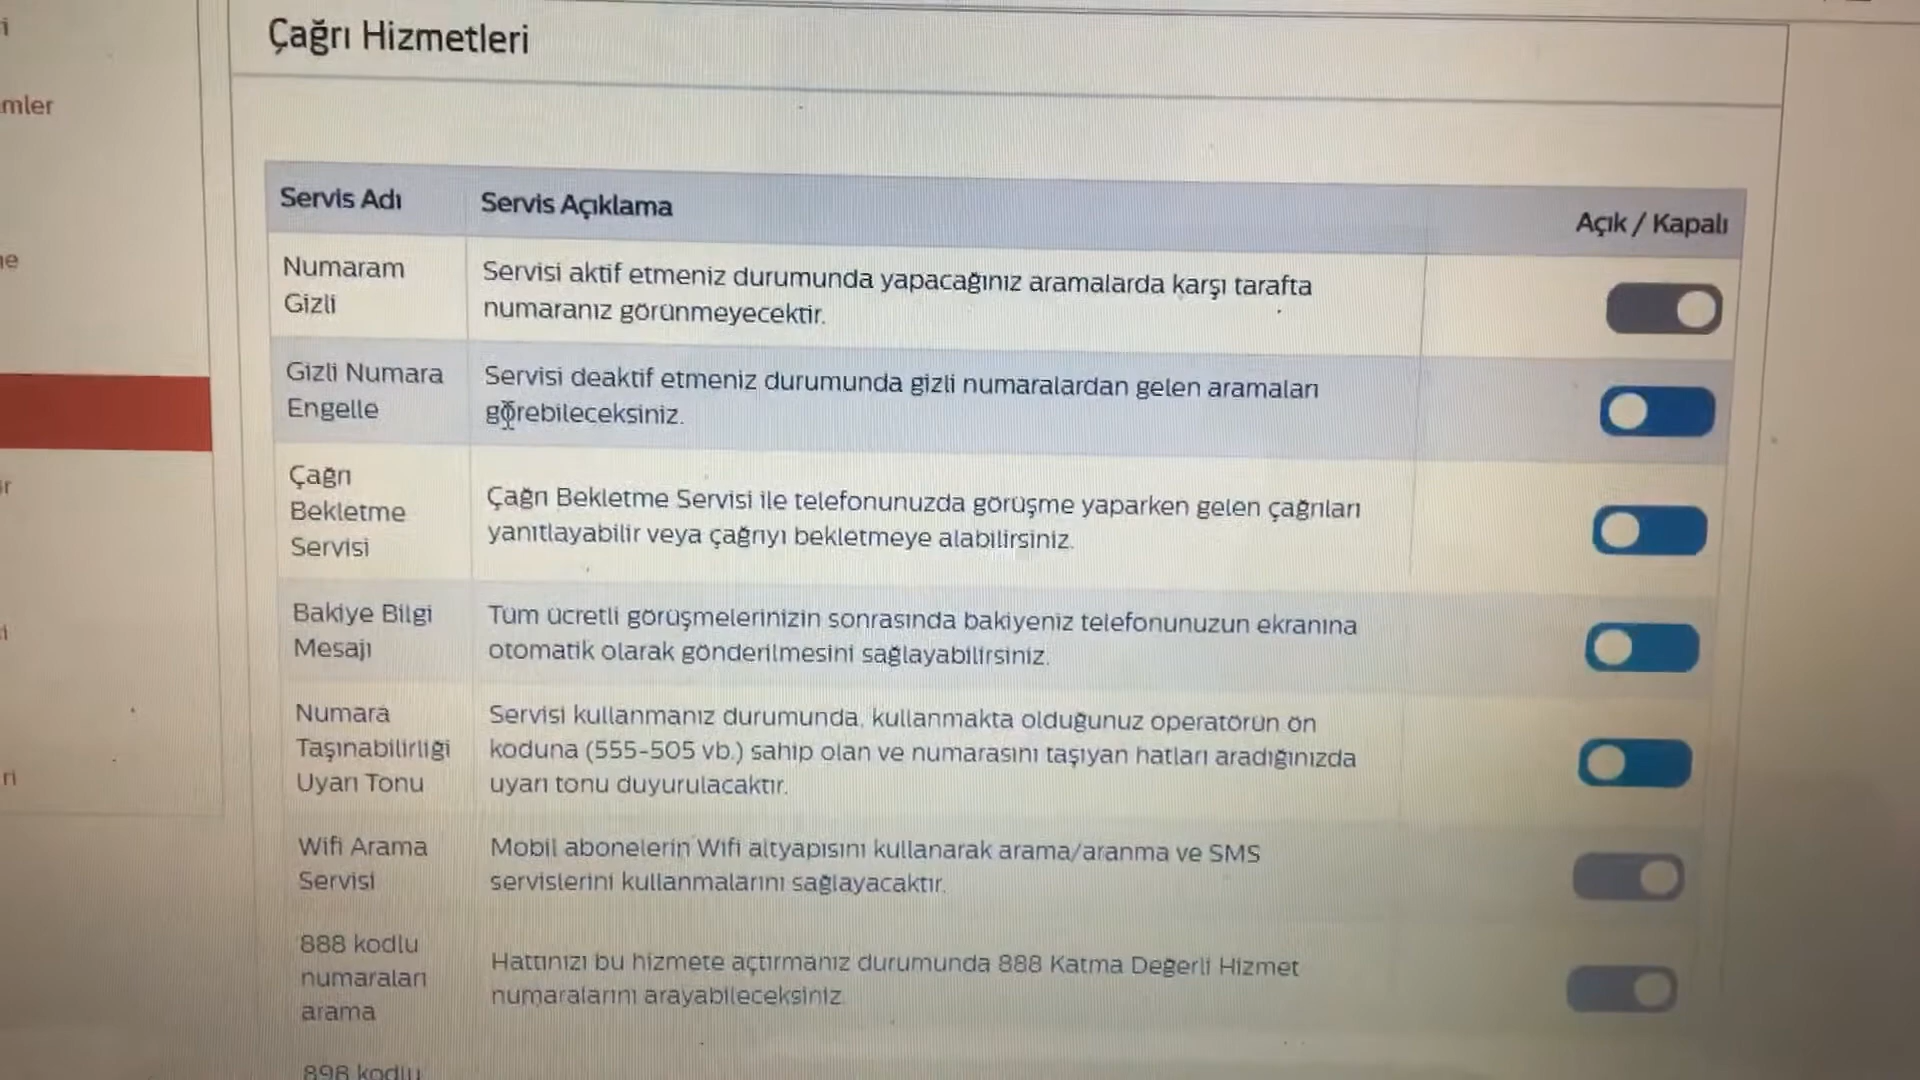 Çağrı Hizmetleri
mler
Servis Adı
Servis Açıklama
Açık / Kapalı
Numaram
Gizli
Servisi aktif etmeniz durumunda yapacağınız aramalarda karşı tarafta
numaranız görünmeyecektir.
Gizli Numara
Engelle
Servisi deaktif etmeniz durumunda gizli numaralardan gelen aramaları
görebileceksiniz.
Çağrı
Bekletme
Servisi
Çağrı Bekletme Servisi ile telefonunuzda görüşme yaparken gelen çağrıları
yanıtlayabilir veya çağrıyı bekletmeye alabilirsiniz.
Bakiye Bilgi
Mesajı
Tüm ücretli görüşmelerinizin sonrasında bakiyeniz telefonunuzun ekranına
otomatik olarak gönderilmesini sağlayabilirsiniz.
Numara
Taşınabilirliği
Uyarı Tonu
Servisi kullanmanız durumunda, kullanmakta olduğunuz operatörün ön
koduna (555-505 vb.) sahip olan ve numarasını taşıyan hatları aradığınızda
uyarı tonu duyurulacaktır.
Wifi Arama
Servisi
Mobil abonelerin Wifi altyapısını kullanarak arama/aranma ve SMS
servislerini kullanmalarını sağlayacaktır.
888 kodlu
numaraları
arama
Hattınızı bu hizmete açtırmanız durumunda 888 Katma Değerli Hizmet
numaralarını arayabileceksiniz.
898 kodlu